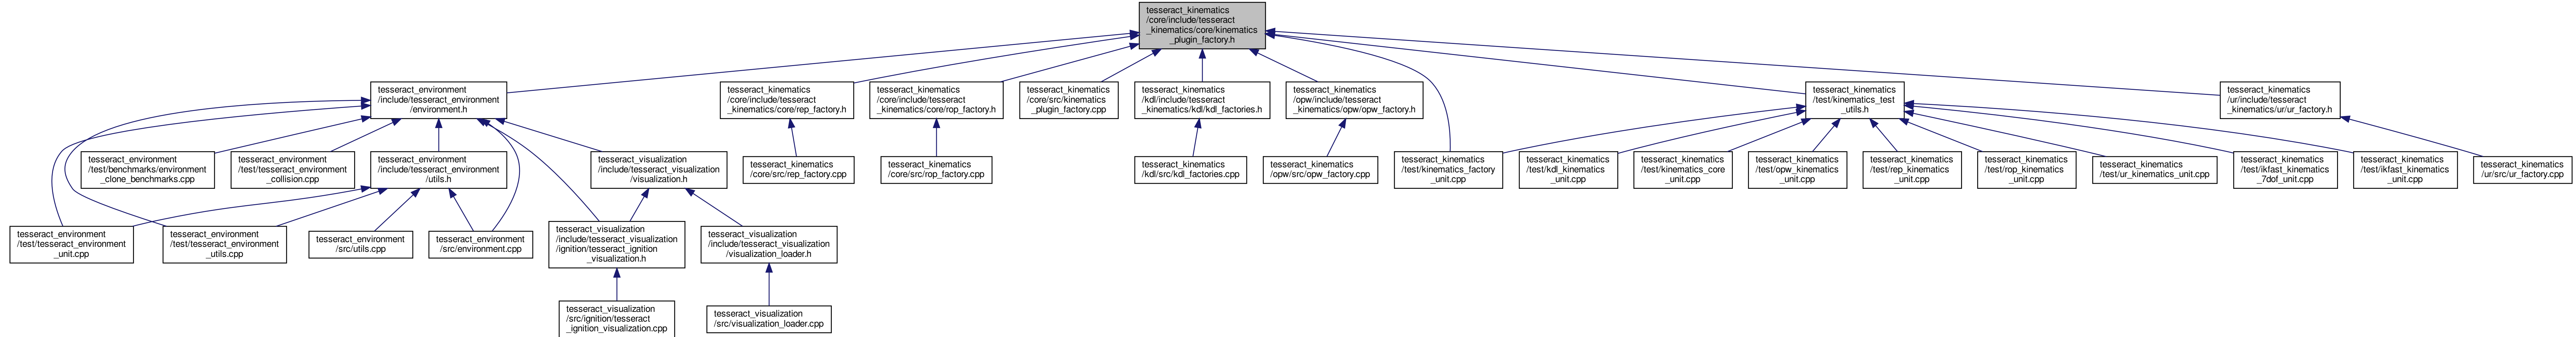 tesseract_kinematics
/core/include/tesseract
_kinematics/core/kinematics
_plugin_factory.h
tesseract_environment
/include/tesseract_environment
/environment.h
tesseract_kinematics
/core/include/tesseract
_kinematics/core/rep_factory.h
tesseract_kinematics
/core/include/tesseract
_kinematics/core/rop_factory.h
tesseract_kinematics
/core/src/kinematics
_plugin_factory.cpp
tesseract_kinematics
/kdl/include/tesseract
_kinematics/kdl/kdl_factories.h
tesseract_kinematics
/opw/include/tesseract
_kinematics/opw/opw_factory.h
tesseract_kinematics
/test/kinematics_test
_utils.h
tesseract_kinematics
/ur/include/tesseract
_kinematics/ur/ur_factory.h
tesseract_environment
/test/benchmarks/environment
_clone_benchmarks.cpp
tesseract_environment
/test/tesseract_environment
_collision.cpp
tesseract_environment
/include/tesseract_environment
/utils.h
tesseract_visualization
/include/tesseract_visualization
/visualization.h
tesseract_kinematics
/core/src/rep_factory.cpp
tesseract_kinematics
/core/src/rop_factory.cpp
tesseract_kinematics
/kdl/src/kdl_factories.cpp
tesseract_kinematics
/opw/src/opw_factory.cpp
tesseract_kinematics
/test/kinematics_factory
_unit.cpp
tesseract_kinematics
/test/kdl_kinematics
_unit.cpp
tesseract_kinematics
/test/kinematics_core
_unit.cpp
tesseract_kinematics
/test/opw_kinematics
_unit.cpp
tesseract_kinematics
/test/rep_kinematics
_unit.cpp
tesseract_kinematics
/test/rop_kinematics
_unit.cpp
tesseract_kinematics
/test/ur_kinematics_unit.cpp
tesseract_kinematics
/test/ikfast_kinematics
_7dof_unit.cpp
tesseract_kinematics
/test/ikfast_kinematics
_unit.cpp
tesseract_kinematics
/ur/src/ur_factory.cpp
tesseract_environment
/test/tesseract_environment
_unit.cpp
tesseract_environment
/test/tesseract_environment
_utils.cpp
tesseract_environment
/src/utils.cpp
tesseract_environment
/src/environment.cpp
tesseract_visualization
/include/tesseract_visualization
/ignition/tesseract_ignition
_visualization.h
tesseract_visualization
/include/tesseract_visualization
/visualization_loader.h
tesseract_visualization
/src/ignition/tesseract
_ignition_visualization.cpp
tesseract_visualization
/src/visualization_loader.cpp